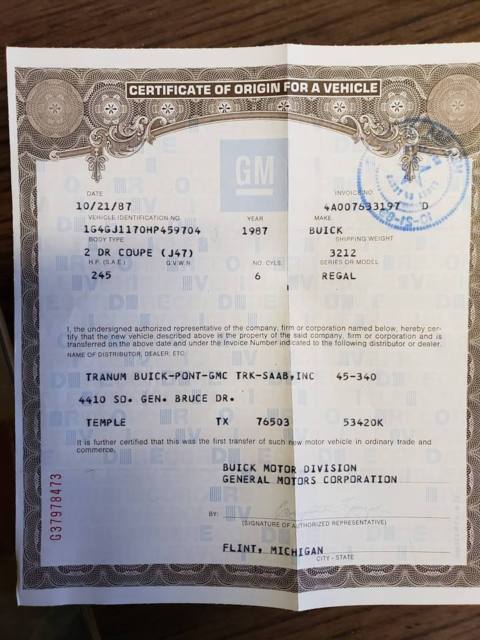 CERTIFICATE OF ORIGIN FOR A VEHICLE
GM
DATE INVOICE NO.
10/21/87 4A007633197 D
VEHICLE IDENTIFICATION NO. YEAR MAKE
1G4GJ1170HP459704 1987 BUICK
BODY TYPE SHIPPING WEIGHT
2 DR COUPE (J47) 3212
H.P. (S.A.E.) G.V.W.R. NO. CYLS. SERIES OR MODEL
245 6 REGAL
I, the undersigned authorized representative of the company, firm or corporation named below, hereby cer-
tify that the new vehicle described above is the property of the said company, firm or corporation and is
transferred on the above date and under the Invoice Number indicated to the following distributor or dealer.
NAME OF DISTRIBUTOR, DEALER, ETC.
TRANUM BUICK-PONT-GMC TRK-SAAB,INC 45-340
4410 SO. GEN. BRUCE DR.
TEMPLE TX 76503 53420K
It is further certified that this was the first transfer of such new motor vehicle in ordinary trade and
commerce.
BUICK MOTOR DIVISION
GENERAL MOTORS CORPORATION
G37978473
BY:
(SIGNATURE OF AUTHORIZED REPRESENTATIVE)
FLINT, MICHIGAN
CITY - STATE